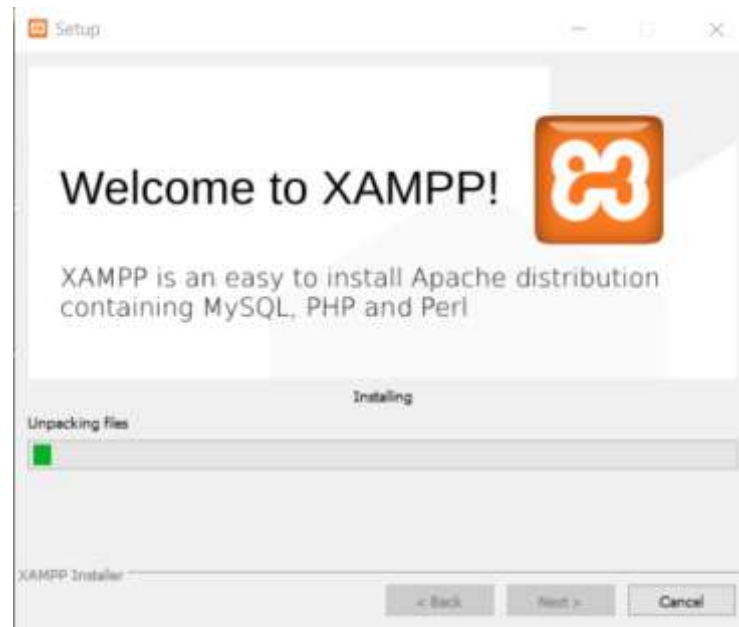 Setup
Welcome to XAMPP!
XAMPP is an easy to install Apache distribution
containing MySQL, PHP and Perl
Installing
Unpacking files
XAMPP Installer
< Back
Next >
Cancel